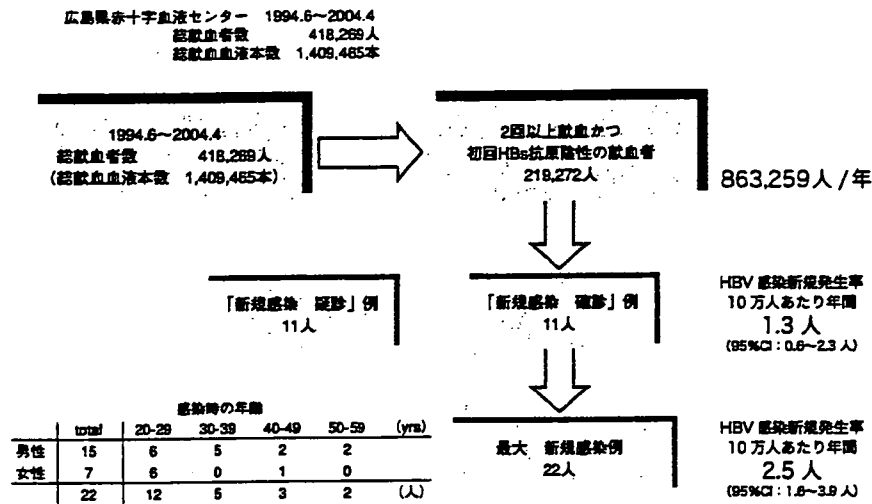 広島県赤十字血液センター 1994.6～2004.4
総献血者数 418,269人
総献血血液本数 1,409,465本
1994.6～2004.4
総献血者数 418,269人
(総献血血液本数 1,409,465本)
2回以上献血かつ
初回HBs抗原陰性の献血者
219,272人
863,259人 / 年
「新規感染 疑診」例
11人
「新規感染 確診」例
11人
HBV 感染新規発生率
10 万人あたり年間
1.3 人
(95%CI：0.6～2.3 人)
感染時の年齢
total 20-29 30-39 40-49 50-59 (yrs)
男性 15 6 5 2 2
女性 7 6 0 1 0
22 12 5 3 2 (人)
最大 新規感染例
22人
HBV 感染新規発生率
10 万人あたり年間
2.5 人
(95%CI：1.6～3.9 人)